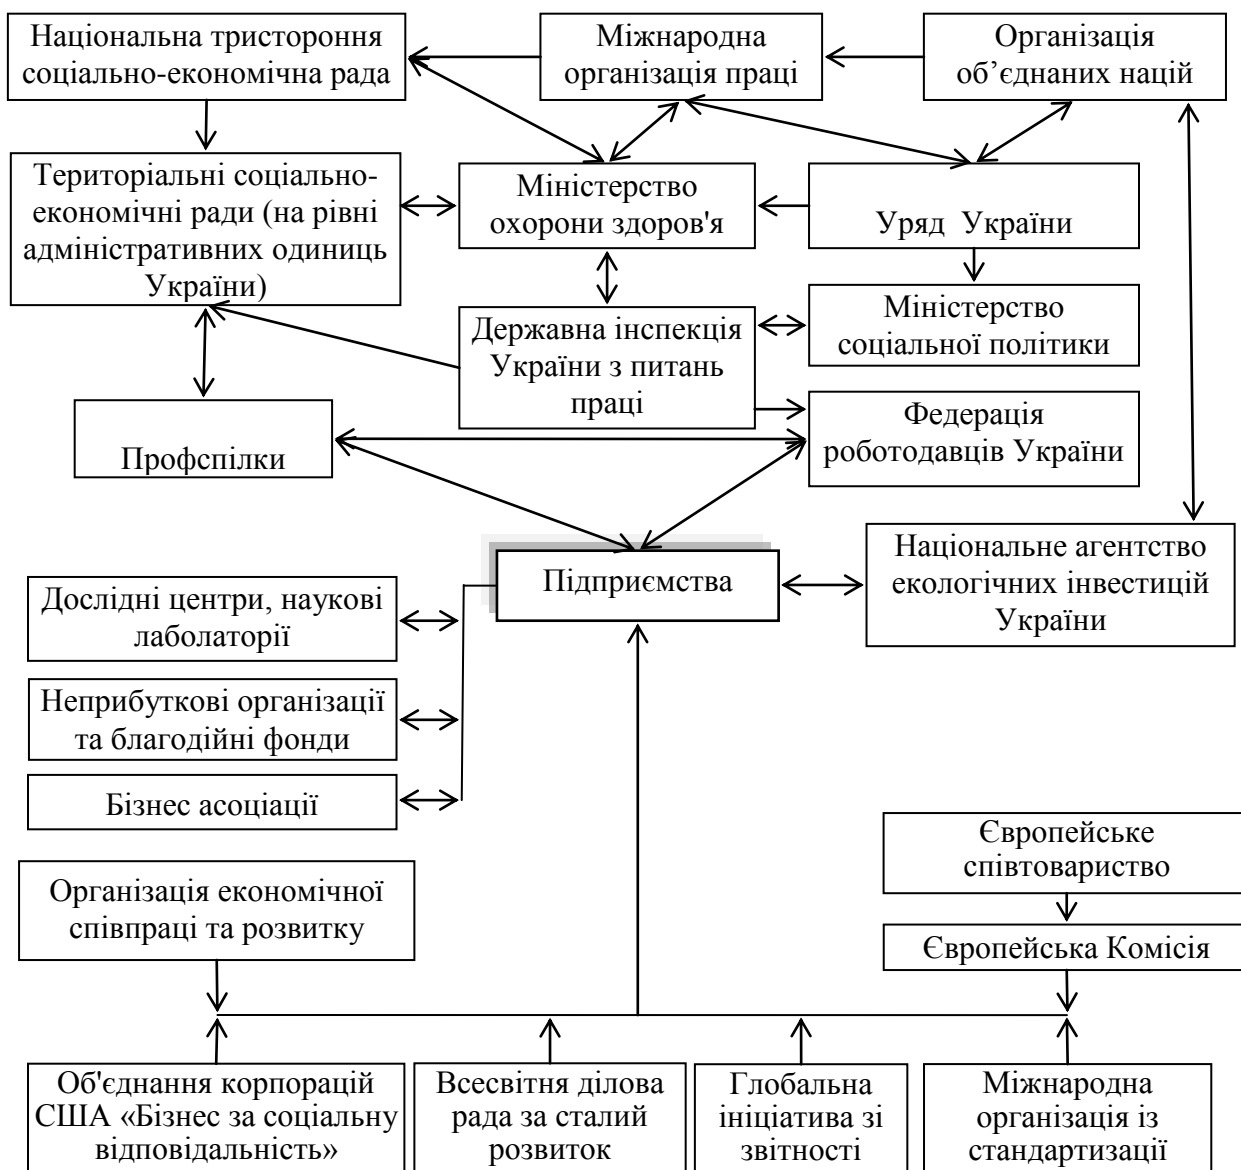 Національна тристороння
соціально-економічна рада
Міжнародна
організація праці
Організація
об’єднаних націй
Територіальні соціально-
економічні ради (на рівні
адміністративних одиниць
України)
Міністерство
охорони здоров'я
Уряд України
Державна інспекція
України з питань
праці
Міністерство
соціальної політики
Профспілки
Федерація
роботодавців України
Підприємства
Національне агентство
екологічних інвестицій
України
Дослідні центри, наукові
лаболаторії
Неприбуткові організації
та благодійні фонди
Бізнес асоціації
Організація економічної
співпраці та розвитку
Європейське
співтовариство
Європейська Комісія
Об'єднання корпорацій
США «Бізнес за соціальну
відповідальність»
Всесвітня ділова
рада за сталий
розвиток
Глобальна
ініціатива зі
звітності
Міжнародна
організація із
стандартизації